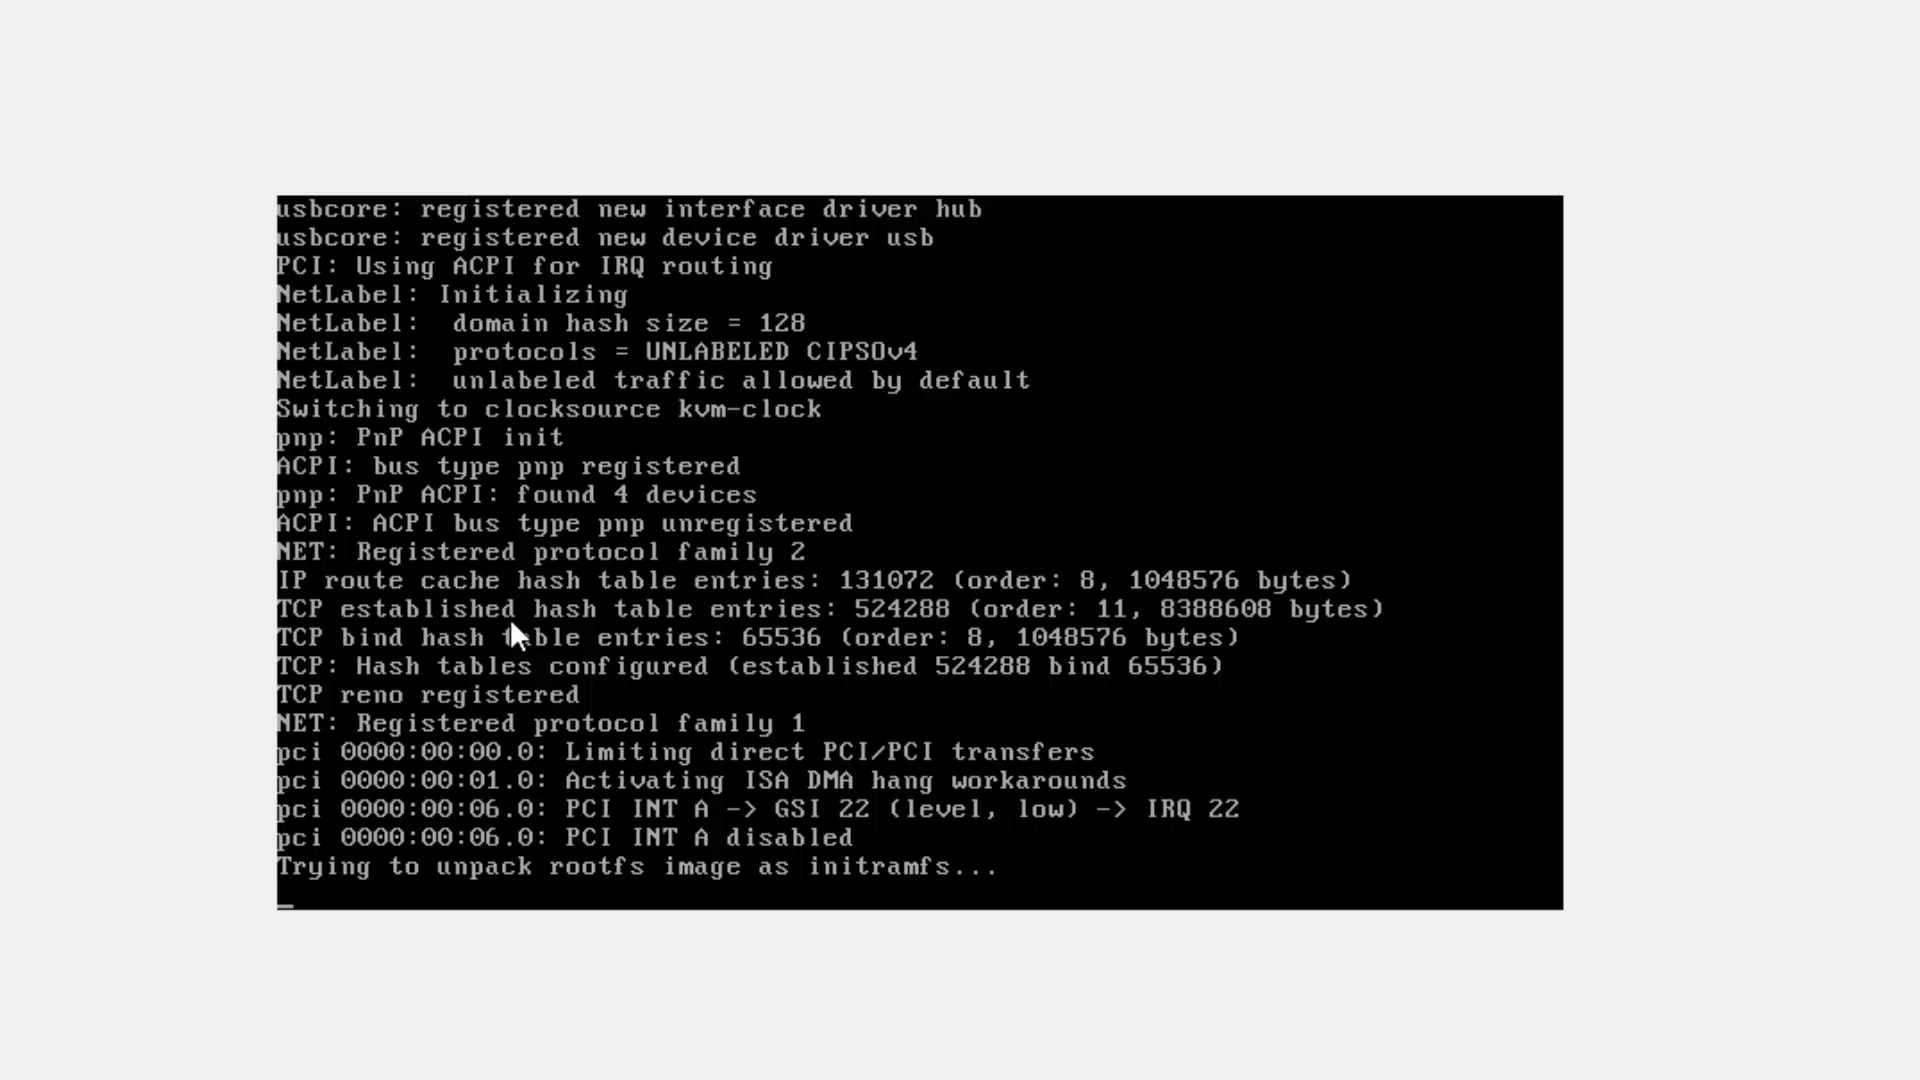 usbcore: registered new interface driver hub
usbcore: registered new device driver usb
PCI: Using ACPI for IRQ routing
NetLabel: Initializing
NetLabel:  domain hash size = 128
NetLabel:  protocols = UNLABELED CIPSOv4
NetLabel:  unlabeled traffic allowed by default
Switching to clocksource kvm-clock
pnp: PnP ACPI init
ACPI: bus type pnp registered
pnp: PnP ACPI: found 4 devices
ACPI: ACPI bus type pnp unregistered
NET: Registered protocol family 2
IP route cache hash table entries: 131072 (order: 8, 1048576 bytes)
TCP established hash table entries: 524288 (order: 11, 8388608 bytes)
TCP bind hash table entries: 65536 (order: 8, 1048576 bytes)
TCP: Hash tables configured (established 524288 bind 65536)
TCP reno registered
NET: Registered protocol family 1
pci 0000:00:00.0: Limiting direct PCI/PCI transfers
pci 0000:00:01.0: Activating ISA DMA hang workarounds
pci 0000:00:06.0: PCI INT A -> GSI 22 (level, low) -> IRQ 22
pci 0000:00:06.0: PCI INT A disabled
Trying to unpack rootfs image as initramfs...
_